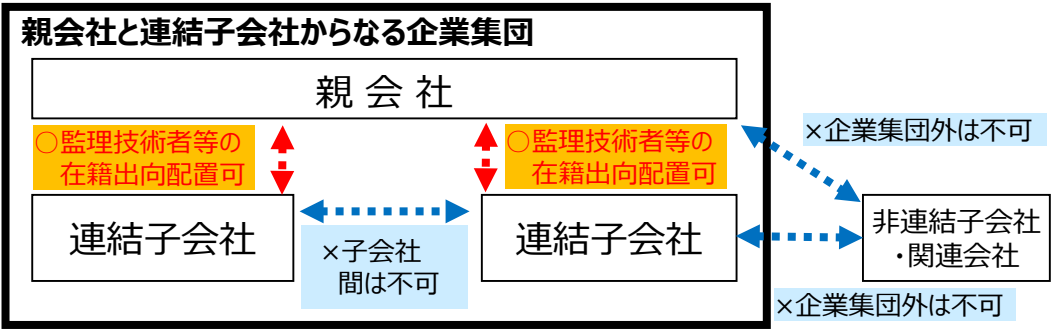 親会社と連結子会社からなる企業集団
親 会 社
○監理技術者等の
在籍出向配置可
○監理技術者等の
在籍出向配置可
×企業集団外は不可
連結子会社
×子会社
間は不可
連結子会社
非連結子会社
・関連会社
×企業集団外は不可